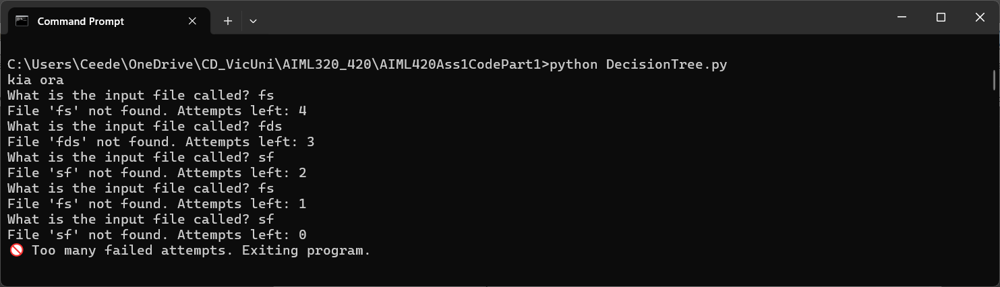 Command Prompt
C:\Users\Ceede\OneDrive\CD_VicUni\AIML320_420\AIML420Ass1CodePart1>python DecisionTree.py
kia ora
What is the input file called? fs
File 'fs' not found. Attempts left: 4
What is the input file called? fds
File 'fds' not found. Attempts left: 3
What is the input file called? sf
File 'sf' not found. Attempts left: 2
What is the input file called? fs
File 'fs' not found. Attempts left: 1
What is the input file called? sf
File 'sf' not found. Attempts left: 0
🚫 Too many failed attempts. Exiting program.